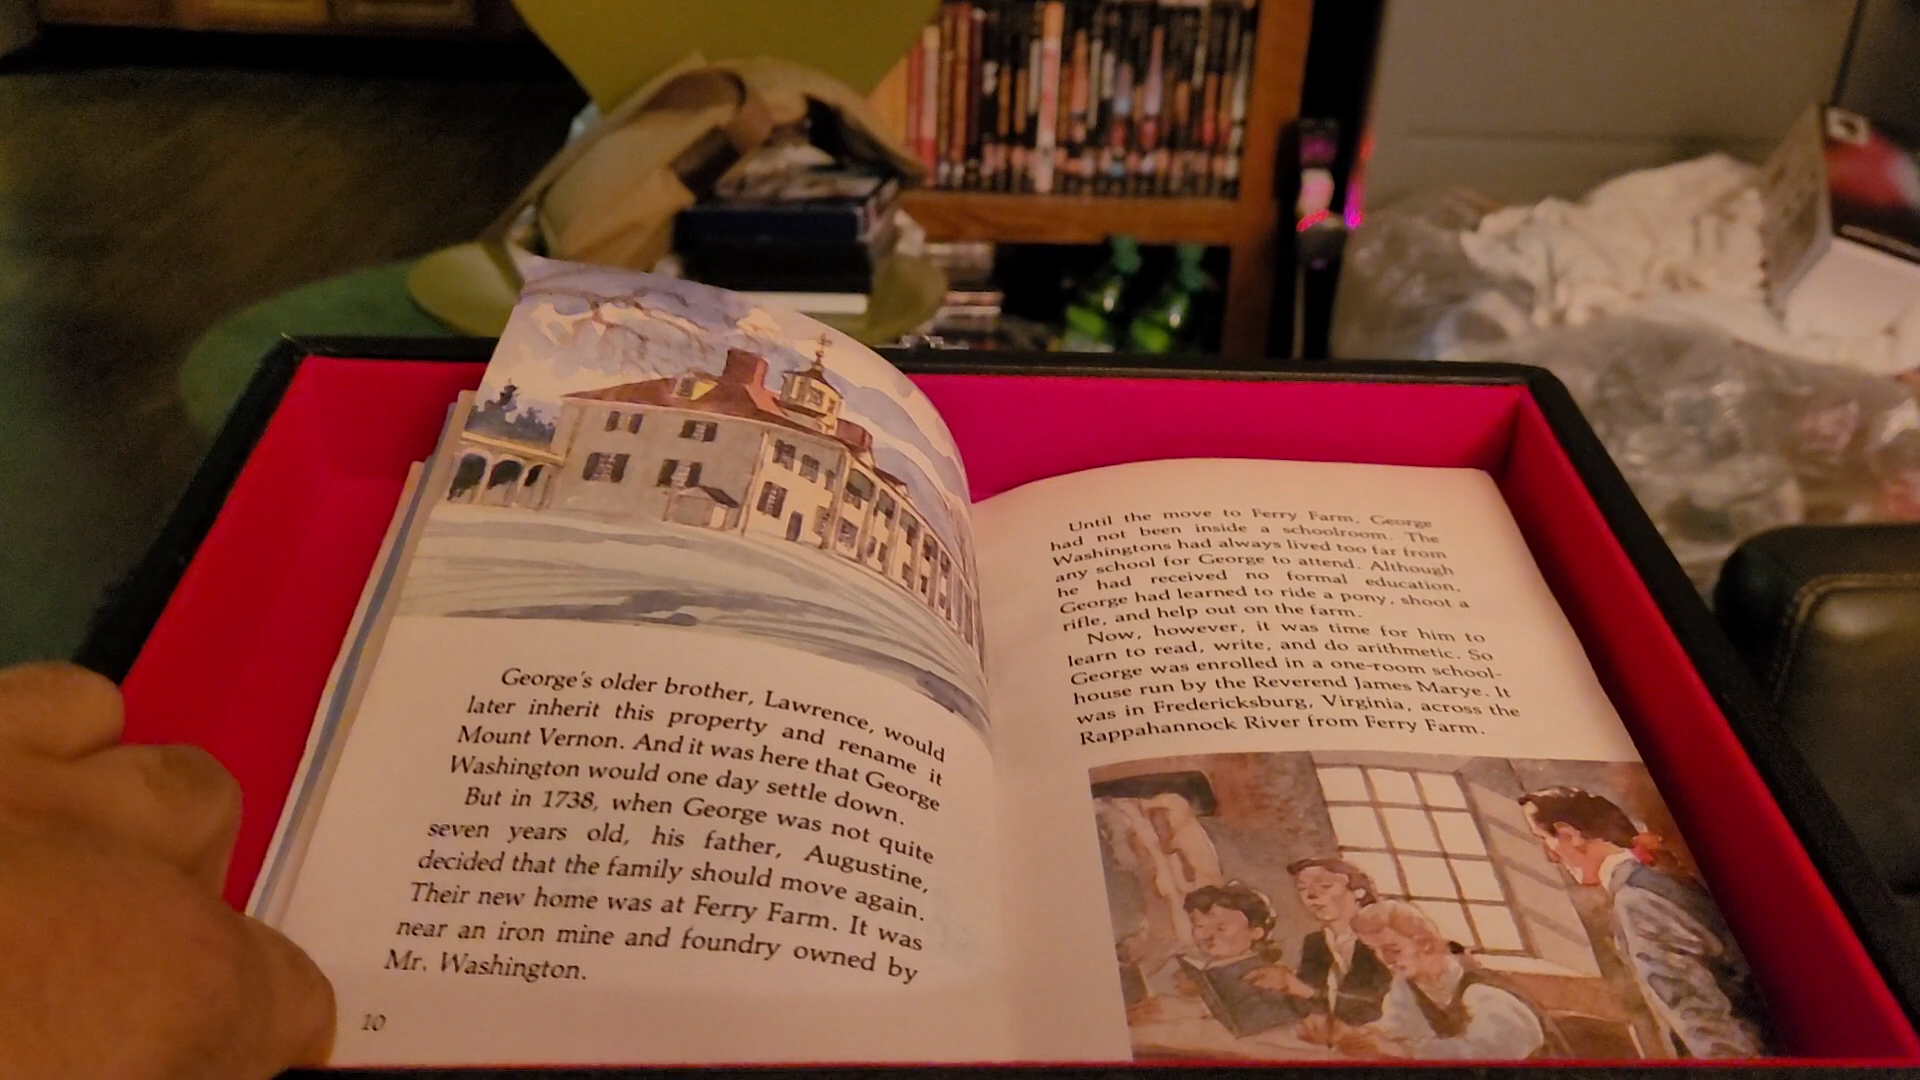 George's older brother, Lawrence, would
later inherit this property and rename it
Mount Vernon. And it was here that George
Washington would one day settle down.
But in 1738, when George was not quite
seven years old, his father, Augustine,
decided that the family should move again.
Their new home was at Ferry Farm. It was
near an iron mine and foundry owned by
Mr. Washington.
10
Until the move to Ferry Farm, George
had not been inside a schoolroom. The
Washingtons had always lived too far from
any school for George to attend. Although
he had received no formal education,
George had learned to ride a pony, shoot a
rifle, and help out on the farm.
Now, however, it was time for him to
learn to read, write, and do arithmetic. So
George was enrolled in a one-room school-
house run by the Reverend James Marye. It
was in Fredericksburg, Virginia, across the
Rappahannock River from Ferry Farm.